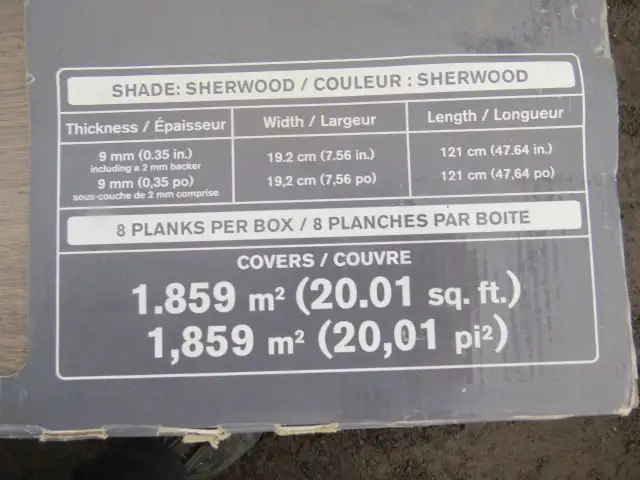 SHADE: SHERWOOD / COULEUR : SHERWOOD
Thickness / Épaisseur
Width / Largeur
Length / Longueur
9 mm (0.35 in.)
including a 2 mm backer
9 mm (0,35 po)
sous-couche de 2 mm comprise
19.2 cm (7.56 in.)
19,2 cm (7,56 po)
121 cm (47.64 in.)
121 cm (47,64 po)
8 PLANKS PER BOX / 8 PLANCHES PAR BOITE
COVERS / COUVRE
1.859 m² (20.01 sq. ft.)
1,859 m² (20,01 pi²)